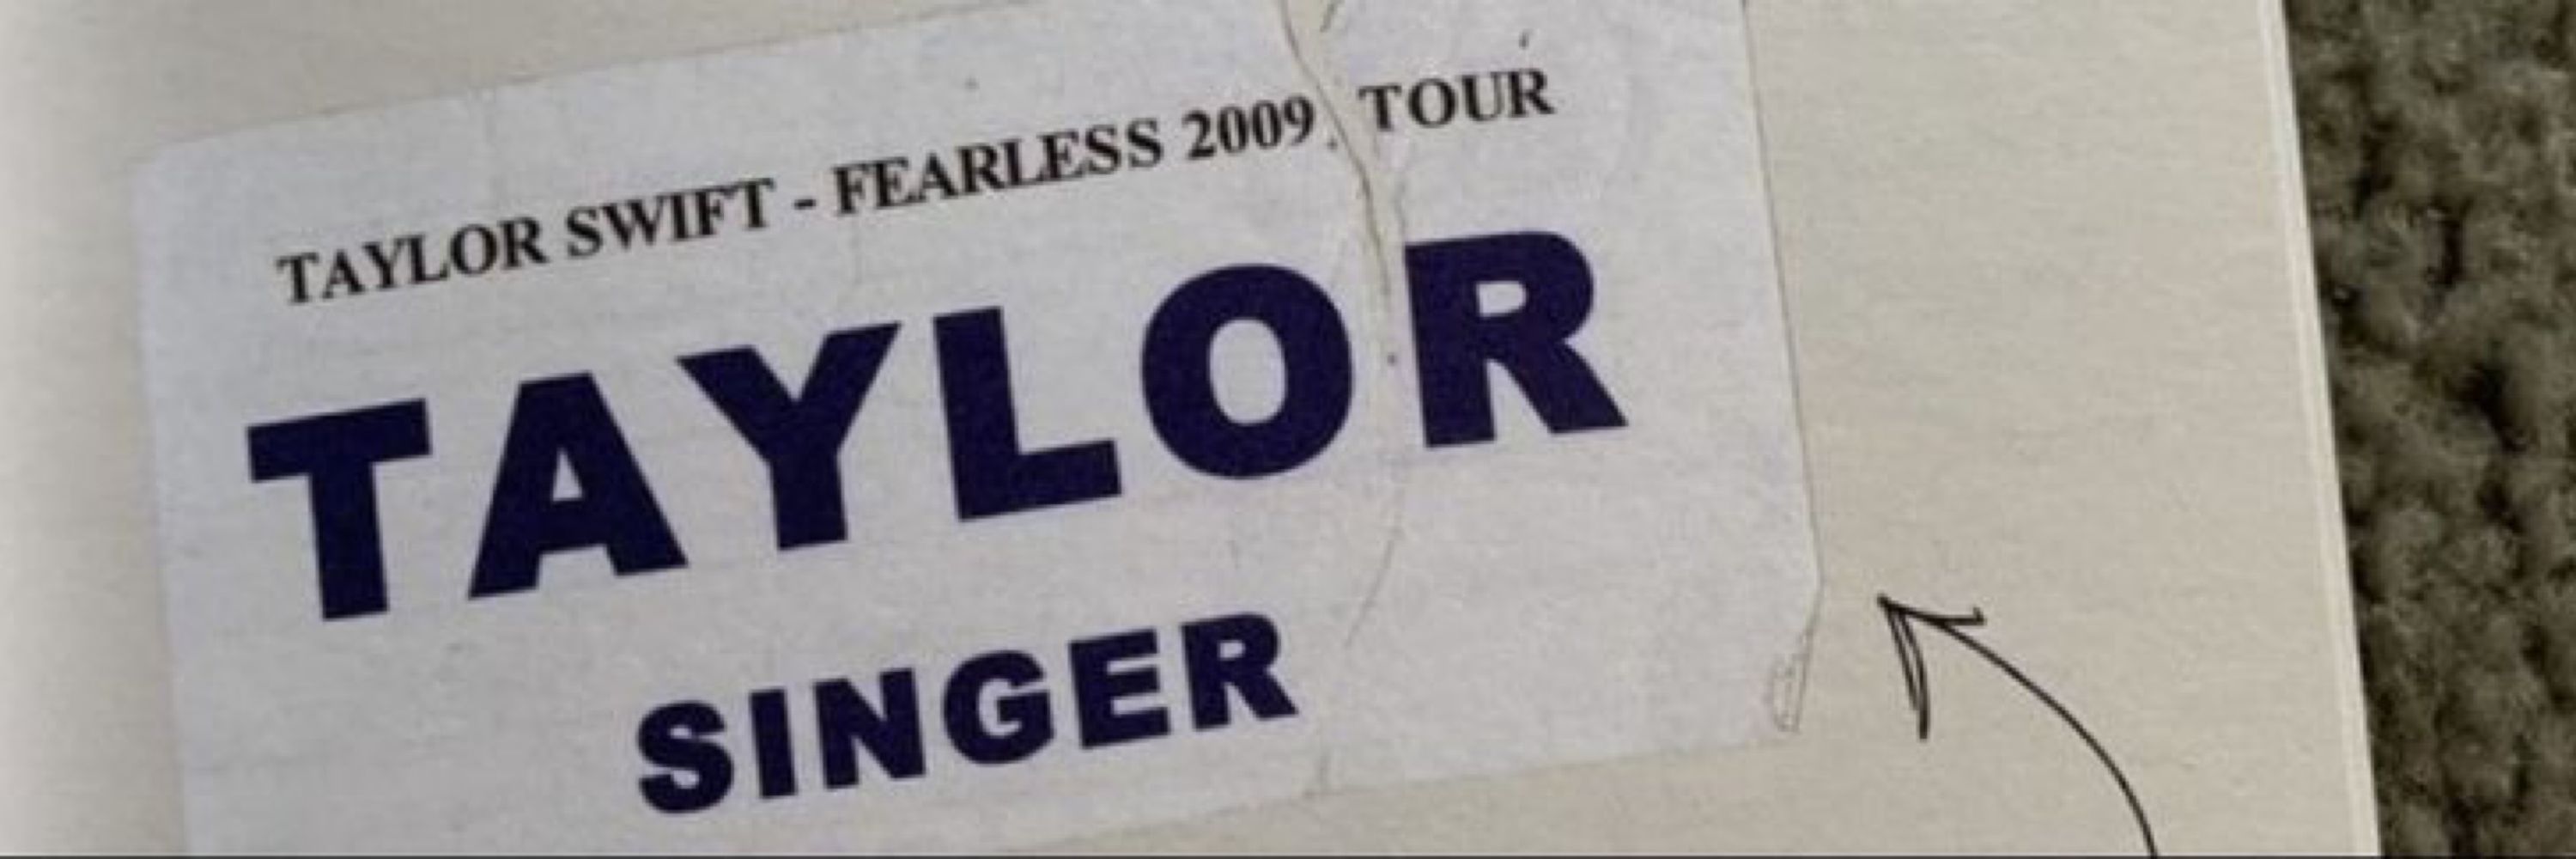 TAYLOR SWIFT - FEARLESS 2009 TOUR
TAYLOR
SINGER